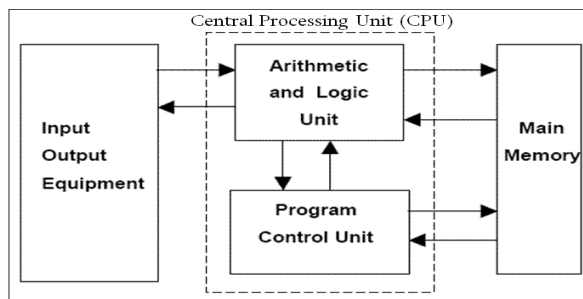 Central Processing Unit (CPU)
Input
Output
Equipment
Arithmetic
and Logic
Unit
Program
Control Unit
Main
Memory